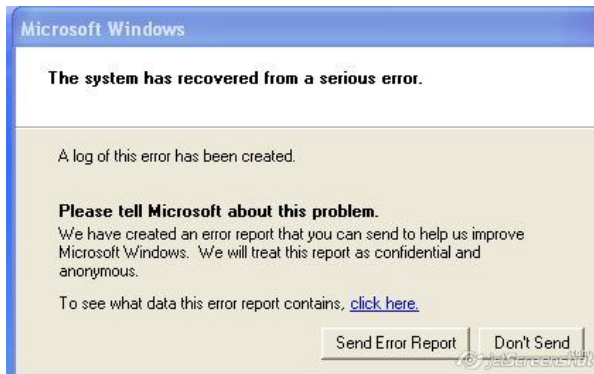 Microsoft Windows
The system has recovered from a serious error.
A log of this error has been created.
Please tell Microsoft about this problem.
We have created an error report that you can send to help us improve
Microsoft Windows. We will treat this report as confidential and
anonymous.
To see what data this error report contains, click here.
Send Error Report Don't Send
jetScreenshot